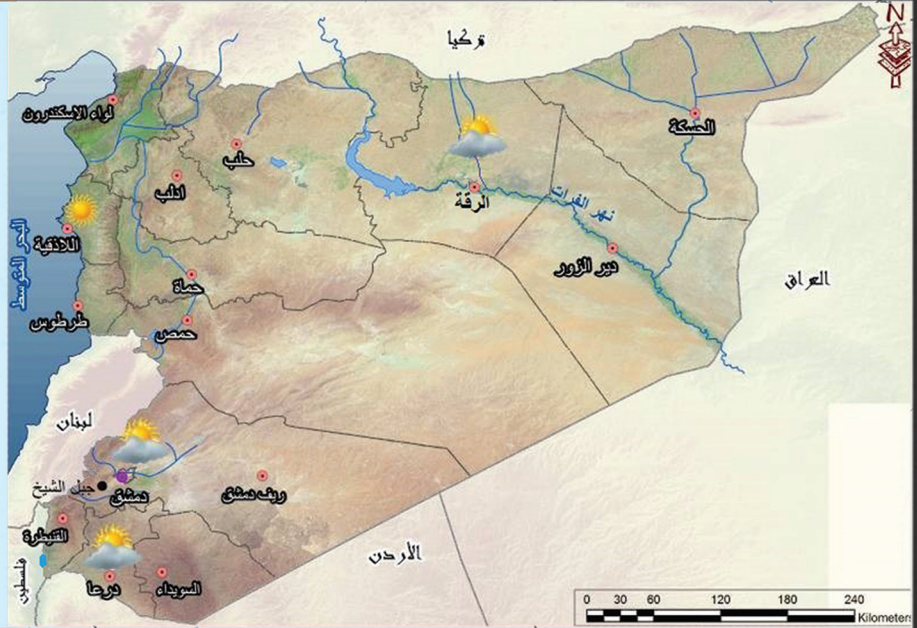 تركيا
N
لواء الاسكندرون
الحسكة
حلب
ادلب
الرقة
نهر الفرات
البحر المتوسط
اللاذقية
دير الزور
حماة
العراق
طرطوس
حمص
لبنان
جبل الشيخ
دمشق
ريف دمشق
القنيطرة
الأردن
فلسطين
درعا
السويداء
0 30 60 120 180 240
Kilometers